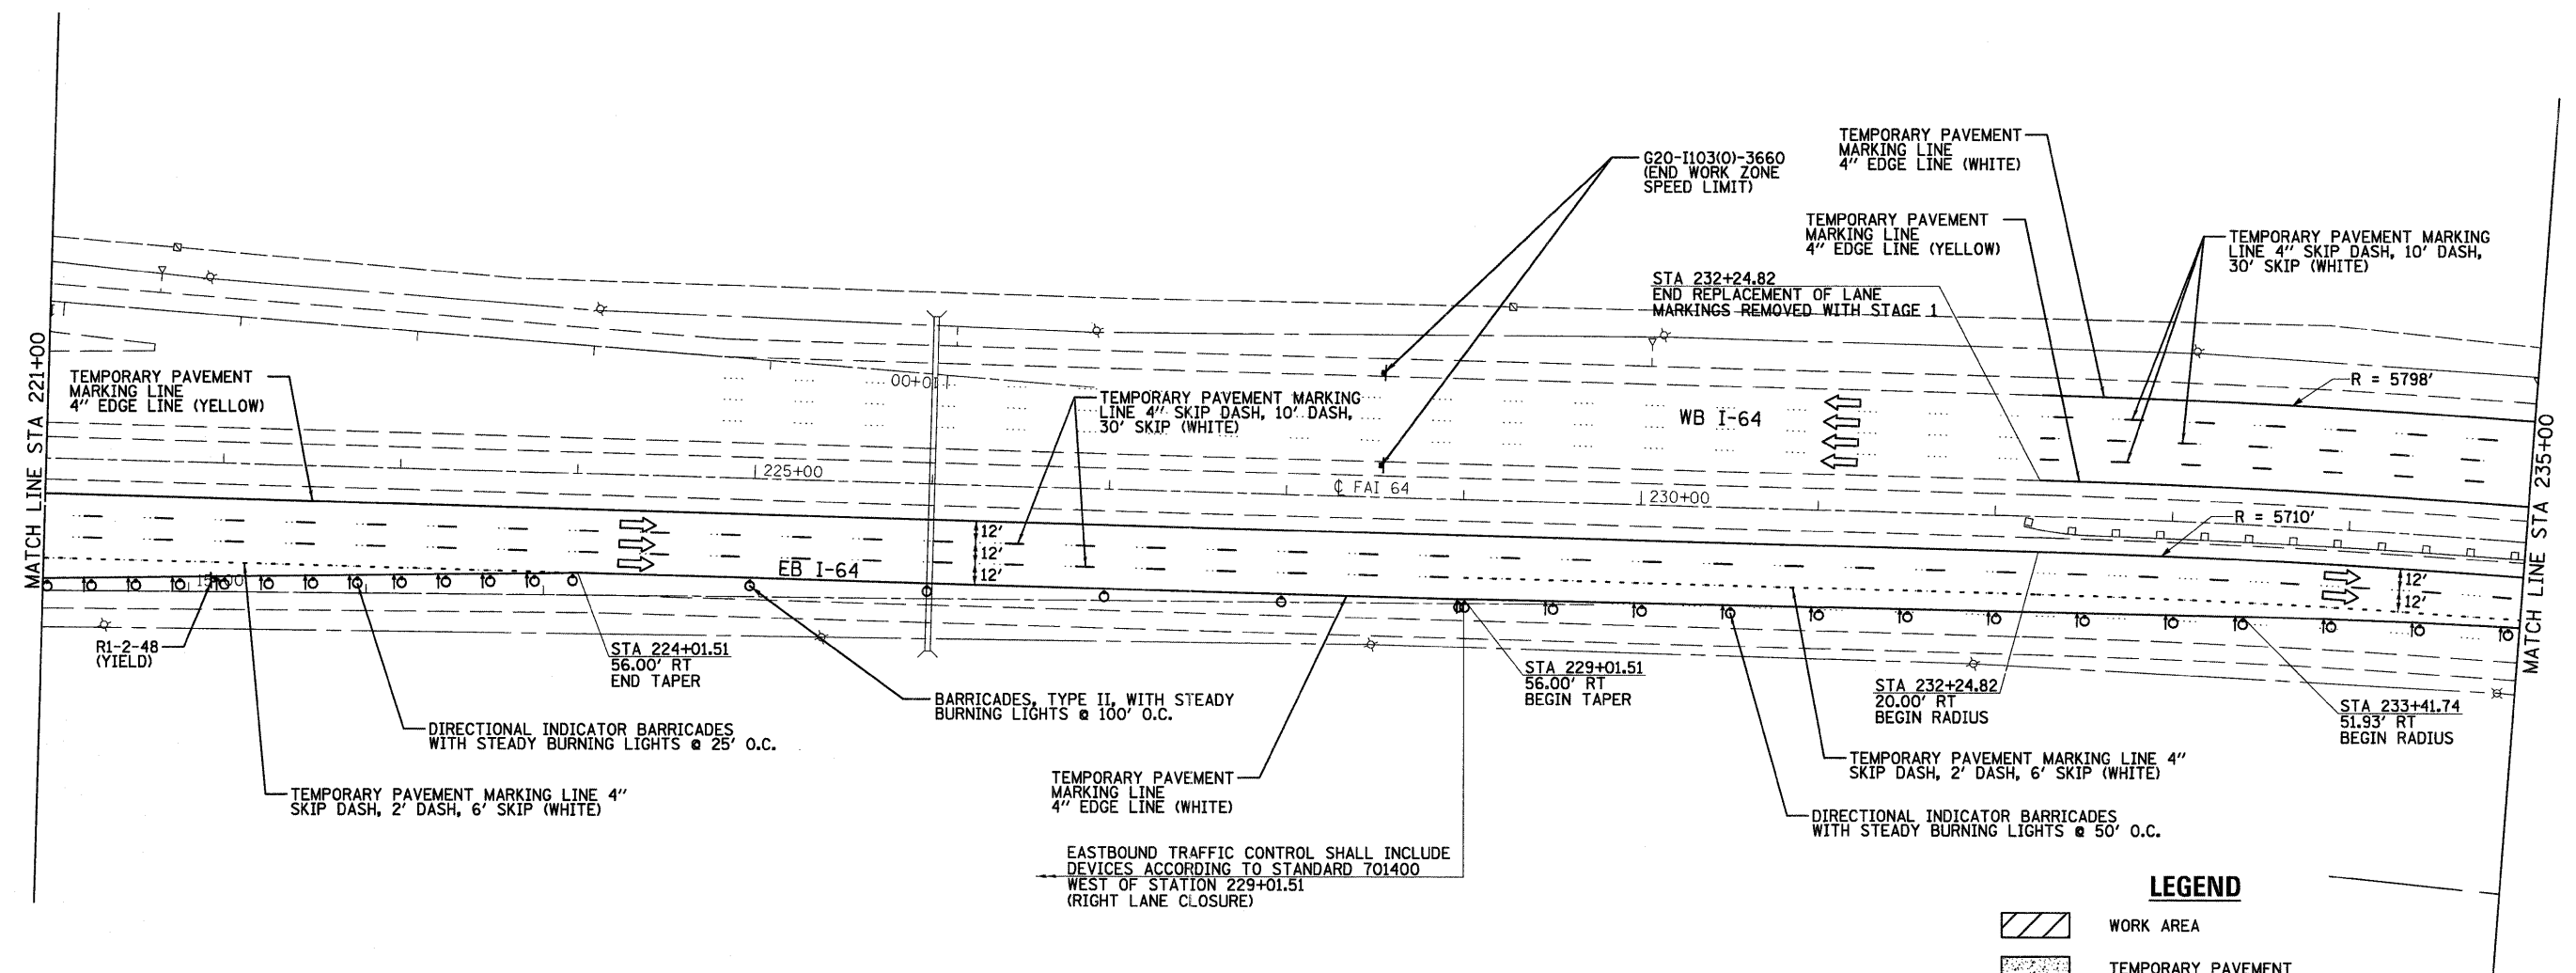 TEMPORARY PAVEMENT
MARKING LINE
4" EDGE LINE (WHITE)
G20-I103(0)-3660
(END WORK ZONE
SPEED LIMIT)
TEMPORARY PAVEMENT
MARKING LINE
4" EDGE LINE (YELLOW)
TEMPORARY PAVEMENT MARKING
LINE 4" SKIP DASH, 10' DASH,
30' SKIP (WHITE)
STA 232+24.82
END REPLACEMENT OF LANE
MARKINGS REMOVED WITH STAGE 1
MATCH LINE STA 221+00
TEMPORARY PAVEMENT
MARKING LINE
4" EDGE LINE (YELLOW)
TEMPORARY PAVEMENT MARKING
LINE 4" SKIP DASH, 10' DASH,
30' SKIP (WHITE)
R = 5798'
WB I-64
MATCH LINE STA 235+00
225+00
℄ FAI 64
230+00
R = 5710'
12'
12'
12'
EB I-64
12'
12'
R1-2-48
(YIELD)
STA 224+01.51
56.00' RT
END TAPER
STA 229+01.51
56.00' RT
BEGIN TAPER
STA 232+24.82
20.00' RT
BEGIN RADIUS
STA 233+41.74
51.93' RT
BEGIN RADIUS
BARRICADES, TYPE II, WITH STEADY
BURNING LIGHTS @ 100' O.C.
DIRECTIONAL INDICATOR BARRICADES
WITH STEADY BURNING LIGHTS @ 25' O.C.
TEMPORARY PAVEMENT MARKING LINE 4"
SKIP DASH, 2' DASH, 6' SKIP (WHITE)
TEMPORARY PAVEMENT
MARKING LINE
4" EDGE LINE (WHITE)
TEMPORARY PAVEMENT MARKING LINE 4"
SKIP DASH, 2' DASH, 6' SKIP (WHITE)
DIRECTIONAL INDICATOR BARRICADES
WITH STEADY BURNING LIGHTS @ 50' O.C.
EASTBOUND TRAFFIC CONTROL SHALL INCLUDE
DEVICES ACCORDING TO STANDARD 701400
WEST OF STATION 229+01.51
(RIGHT LANE CLOSURE)
LEGEND
WORK AREA
TEMPORARY PAVEMENT